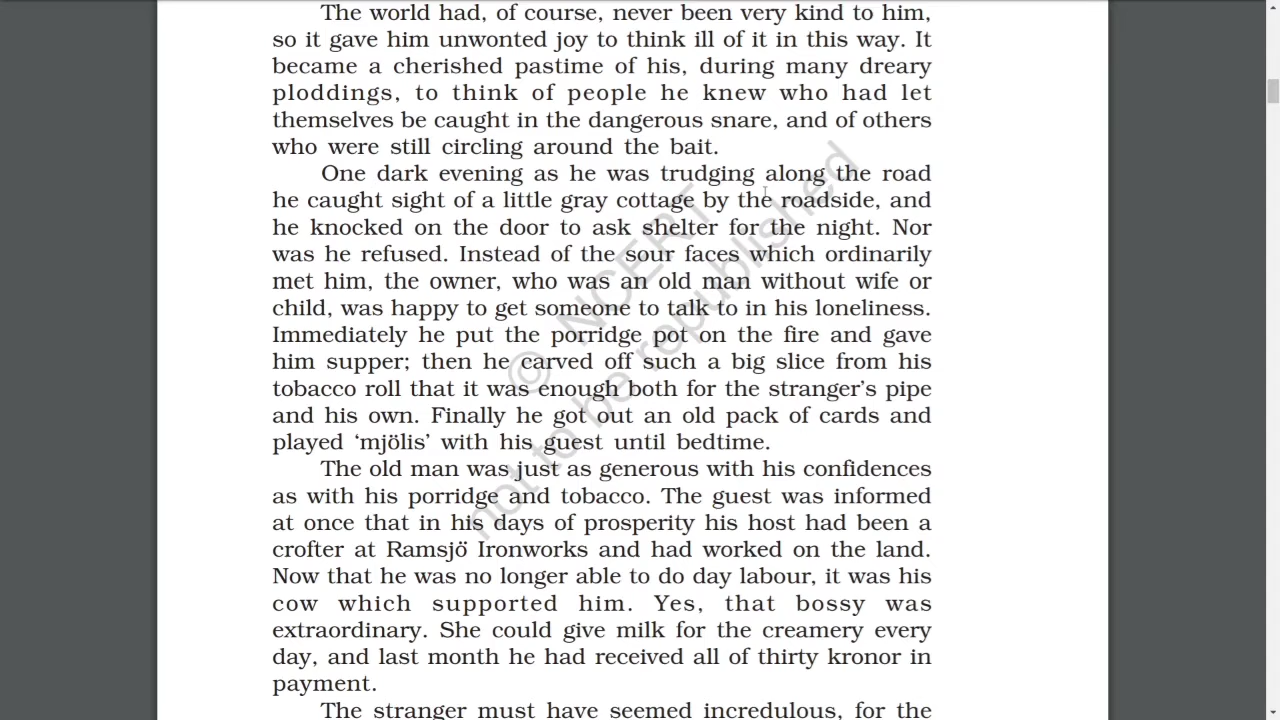 The world had, of course, never been very kind to him,
so it gave him unwonted joy to think ill of it in this way. It
became a cherished pastime of his, during many dreary
ploddings, to think of people he knew who had let
themselves be caught in the dangerous snare, and of others
who were still circling around the bait.
One dark evening as he was trudging along the road
he caught sight of a little gray cottage by the roadside, and
he knocked on the door to ask shelter for the night. Nor
was he refused. Instead of the sour faces which ordinarily
met him, the owner, who was an old man without wife or
child, was happy to get someone to talk to in his loneliness.
Immediately he put the porridge pot on the fire and gave
him supper; then he carved off such a big slice from his
tobacco roll that it was enough both for the stranger’s pipe
and his own. Finally he got out an old pack of cards and
played ‘mjölis’ with his guest until bedtime.
The old man was just as generous with his confidences
as with his porridge and tobacco. The guest was informed
at once that in his days of prosperity his host had been a
crofter at Ramsjö Ironworks and had worked on the land.
Now that he was no longer able to do day labour, it was his
cow which supported him. Yes, that bossy was
extraordinary. She could give milk for the creamery every
day, and last month he had received all of thirty kronor in
payment.
The stranger must have seemed incredulous, for the
© NCERT
not to be republished